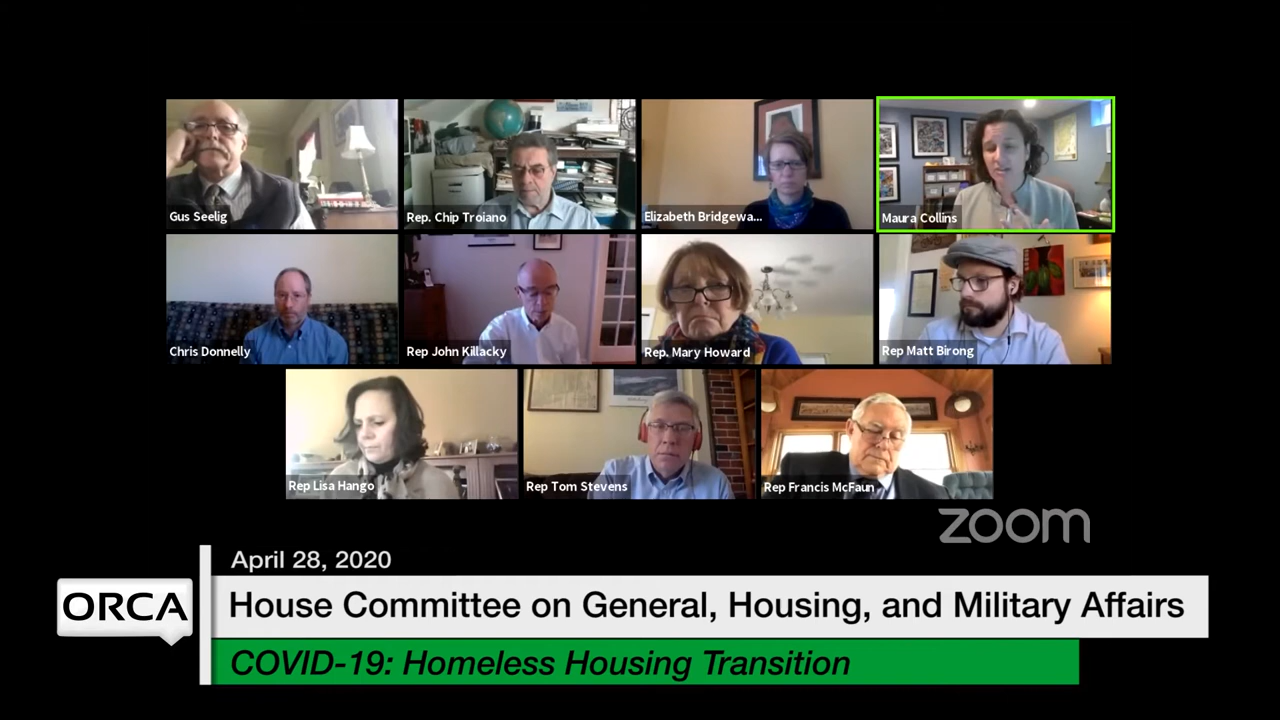 Gus Seelig
Rep. Chip Troiano
Elizabeth Bridgewa...
Maura Collins
Chris Donnelly
Rep John Killacky
Rep. Mary Howard
Rep Matt Birong
Rep Lisa Hango
Rep Tom Stevens
Rep Francis McFaun
zoom
April 28, 2020
ORCA
House Committee on General, Housing, and Military Affairs
COVID-19: Homeless Housing Transition